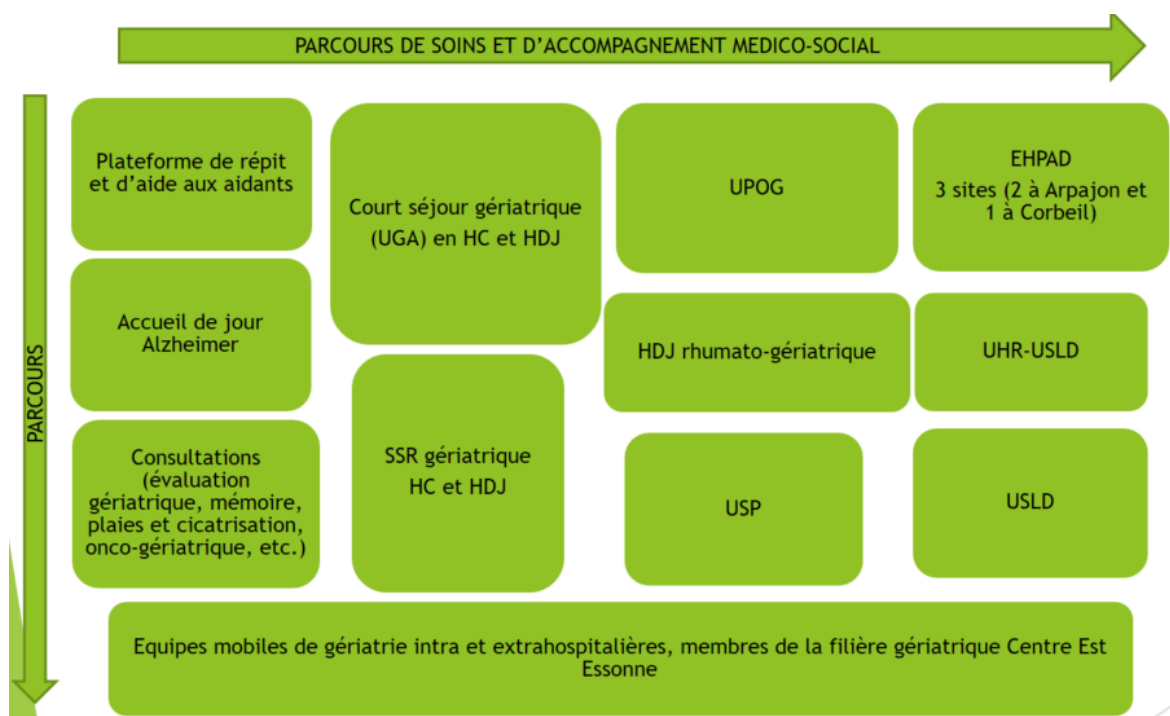 PARCOURS DE SOINS ET D'ACCOMPAGNEMENT MEDICO-SOCIAL
PARCOURS
Plateforme de répit
et d'aide aux aidants
Accueil de jour
Alzheimer
Consultations
(évaluation
gériatrique, mémoire,
plaies et cicatrisation,
onco-gériatrique, etc.)
Court séjour gériatrique
(UGA) en HC et HDJ
SSR gériatrique
HC et HDJ
UPOG
HDJ rhumato-gériatrique
USP
EHPAD
3 sites (2 à Arpajon et
1 à Corbeil)
UHR-USLD
USLD
Equipes mobiles de gériatrie intra et extrahospitalières, membres de la filière gériatrique Centre Est
Essonne